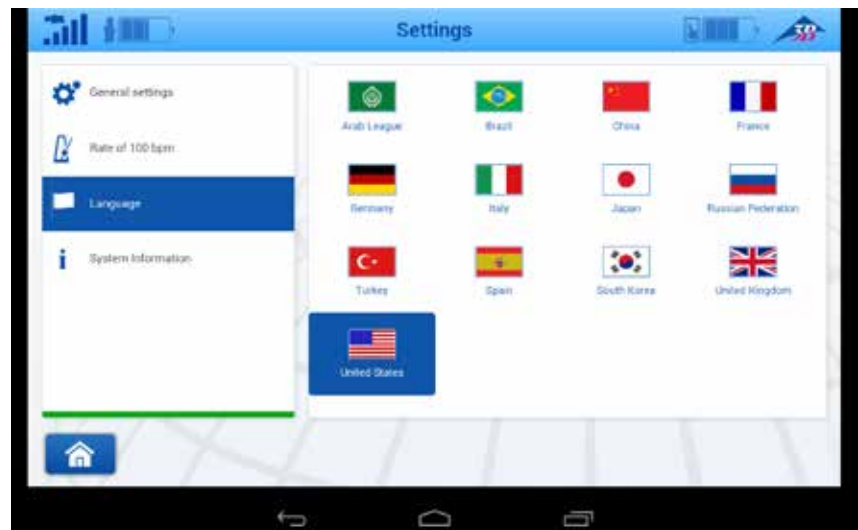 Settings
General settings
Rate of 100 bpm
Language
System Information
Arab League
Brazil
China
France
Germany
Italy
Japan
Russian Federation
Turkey
Spain
South Korea
United Kingdom
United States